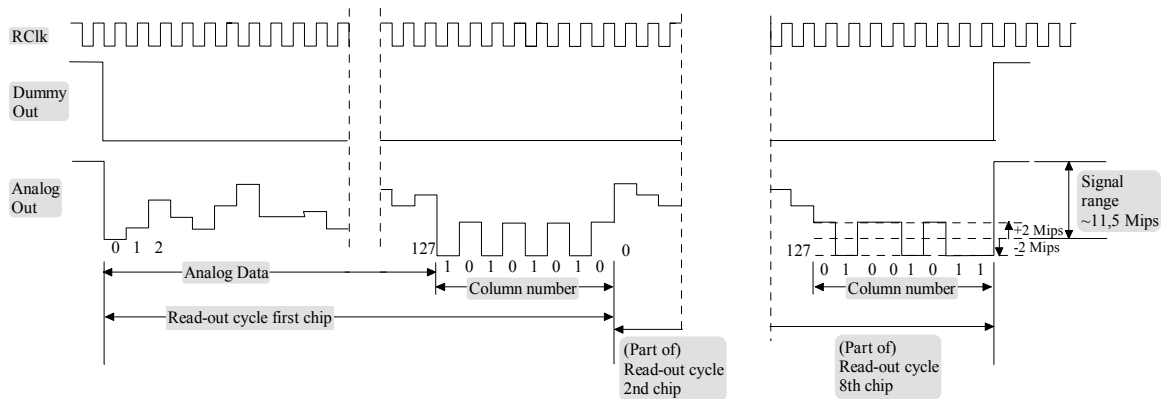 RClk
Dummy
Out
Analog
Out
0 1 2
127
1 0 1 0 1 0 1 0
0
127
0 1 0 0 1 0 1 1
+2 Mips
-2 Mips
Signal
range
~11,5 Mips
Analog Data
Column number
Column number
Read-out cycle first chip
(Part of)
Read-out cycle
2nd chip
(Part of)
Read-out cycle
8th chip